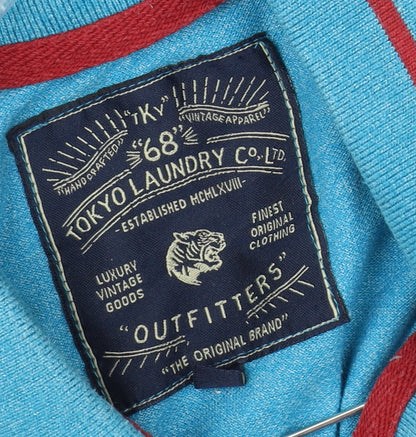 "TKY"
"HANDCRAFTED"
"VINTAGE APPAREL"
"68"
TOKYO LAUNDRY CO., LTD.
-ESTABLISHED MCMLXVIII-
LUXURY
VINTAGE
GOODS
FINEST
ORIGINAL
CLOTHING
"OUTFITTERS"
"THE ORIGINAL BRAND"